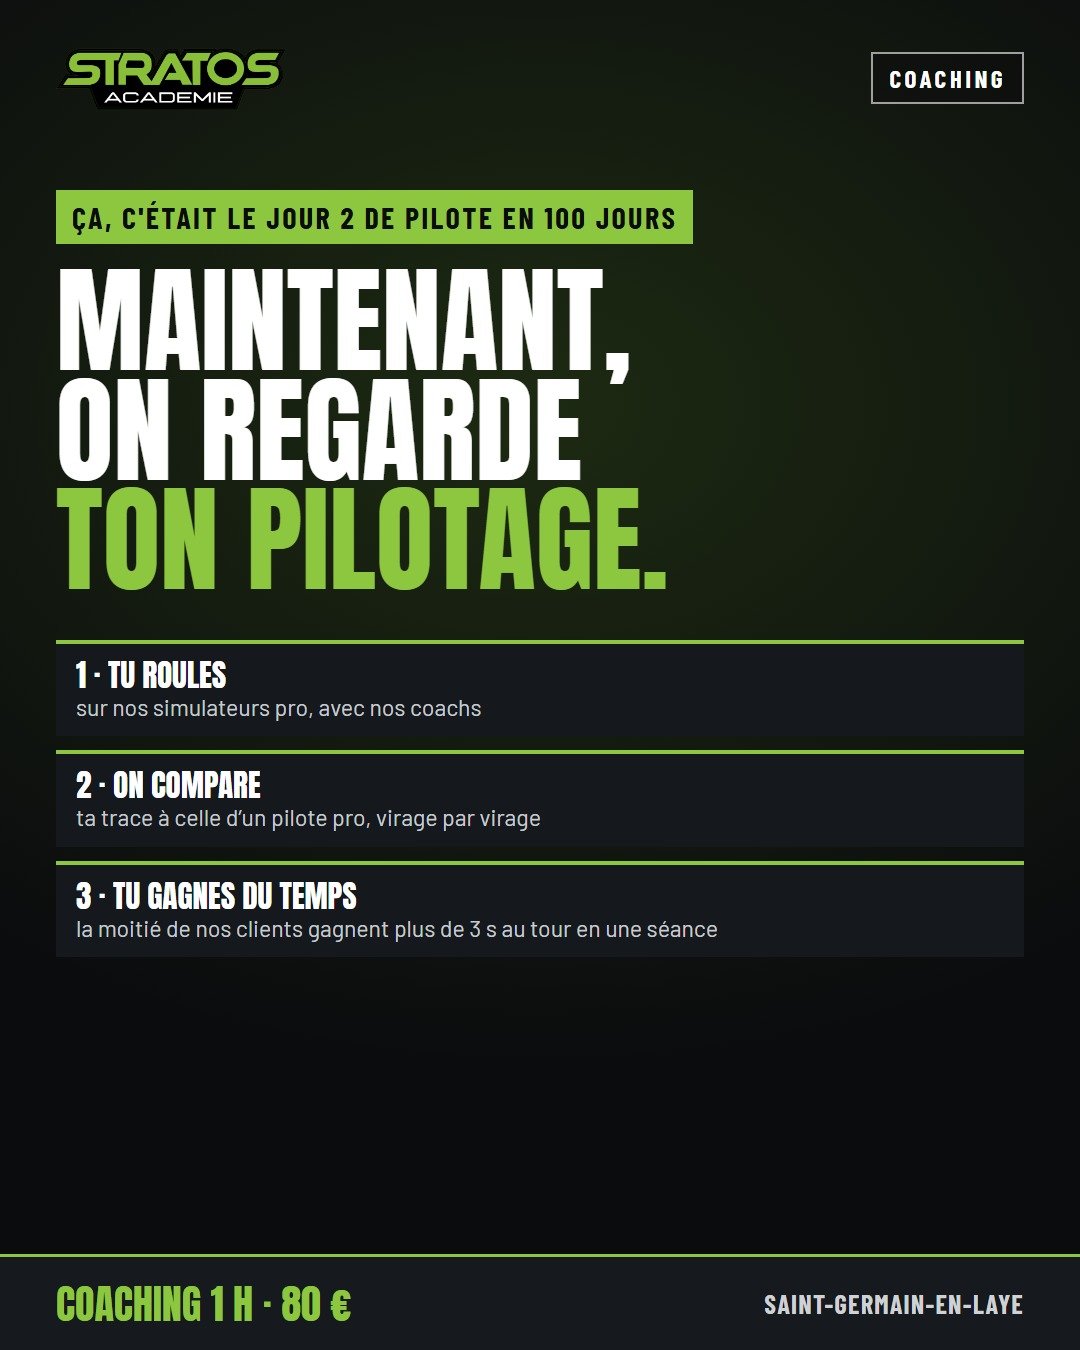 STRATOS
ACADEMIE
COACHING
ÇA, C'ÉTAIT LE JOUR 2 DE PILOTE EN 100 JOURS
MAINTENANT,
ON REGARDE
TON PILOTAGE.
1 · TU ROULES
sur nos simulateurs pro, avec nos coachs
2 · ON COMPARE
ta trace à celle d’un pilote pro, virage par virage
3 · TU GAGNES DU TEMPS
la moitié de nos clients gagnent plus de 3 s au tour en une séance
COACHING 1 H · 80 €
SAINT-GERMAIN-EN-LAYE